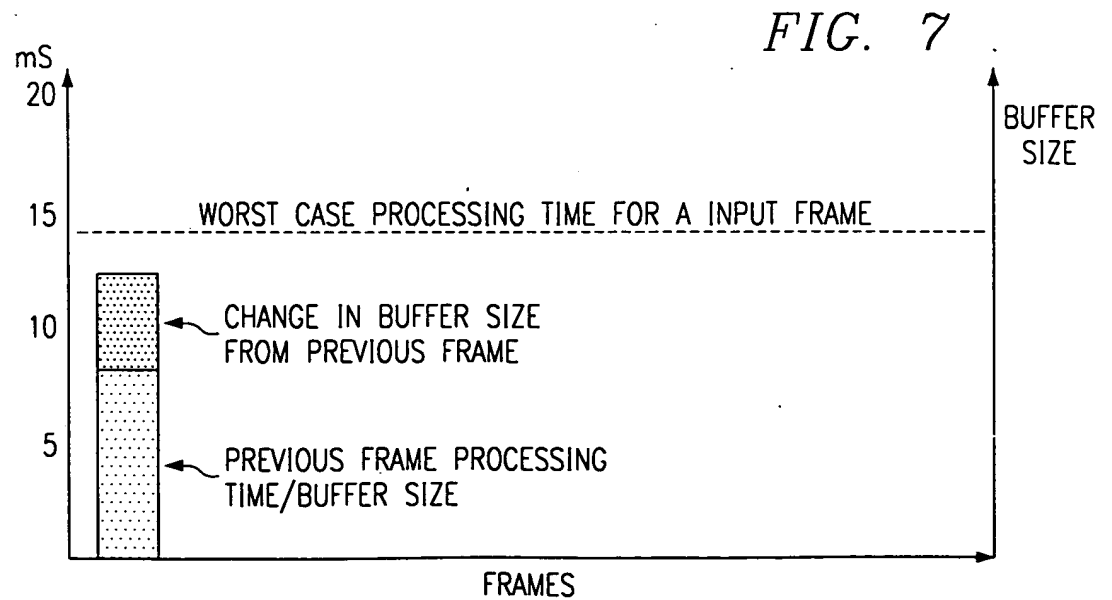 FIG. 7
mS
20
BUFFER
SIZE
15
WORST CASE PROCESSING TIME FOR A INPUT FRAME
10
CHANGE IN BUFFER SIZE
FROM PREVIOUS FRAME
5
PREVIOUS FRAME PROCESSING
TIME/BUFFER SIZE
FRAMES